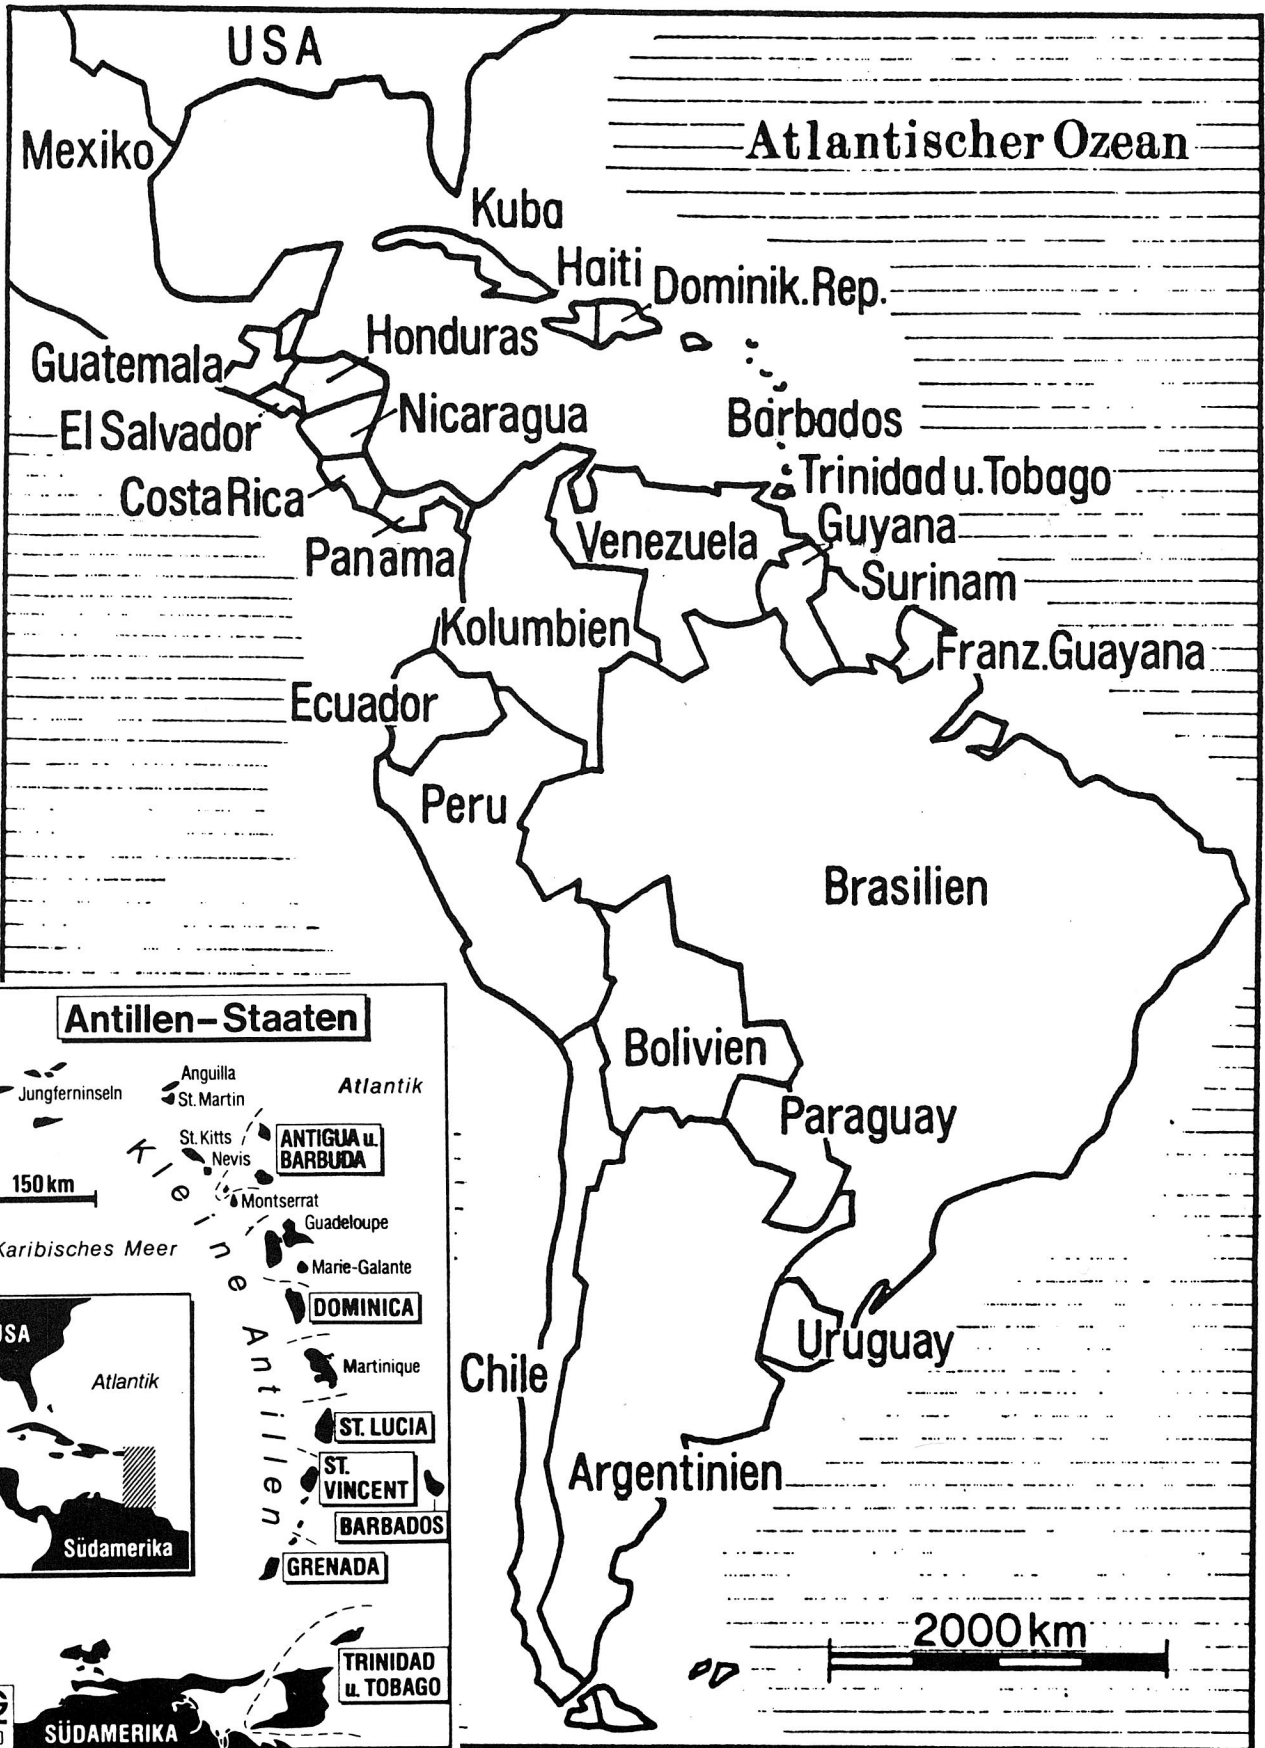 USA
Atlantischer Ozean
Mexiko
Kuba
Haiti
Dominik.Rep.
Honduras
Guatemala
Nicaragua
Barbados
El Salvador
Trinidad u. Tobago
Costa Rica
Guyana
Venezuela
Panama
Surinam
Kolumbien
Franz. Guayana
Ecuador
Peru
Brasilien
Bolivien
Paraguay
Uruguay
Chile
Argentinien
2000 km
Antillen-Staaten
Anguilla
Atlantik
Jungferninseln
St. Martin
St. Kitts
ANTIGUA u.
BARBUDA
Nevis
150 km
Montserrat
Guadeloupe
Karibisches Meer
Marie-Galante
Kleine Antillen
DOMINICA
USA
Martinique
Atlantik
ST. LUCIA
ST.
VINCENT
BARBADOS
Südamerika
GRENADA
TRINIDAD
u. TOBAGO
SÜDAMERIKA